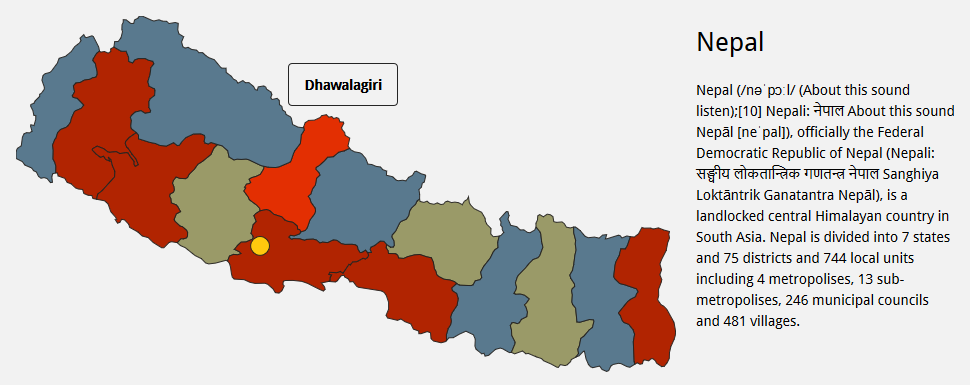 Dhawalagiri
Nepal
Nepal (/nəˈpɔːl/ (About this sound
listen);[10] Nepali: नेपाल About this sound
Nepāl [neˈpal]), officially the Federal
Democratic Republic of Nepal (Nepali:
सङ्घीय लोकतान्त्रिक गणतन्त्र नेपाल Sanghiya
Loktāntrik Ganatantra Nepāl), is a
landlocked central Himalayan country in
South Asia. Nepal is divided into 7 states
and 75 districts and 744 local units
including 4 metropolises, 13 sub-
metropolises, 246 municipal councils
and 481 villages.